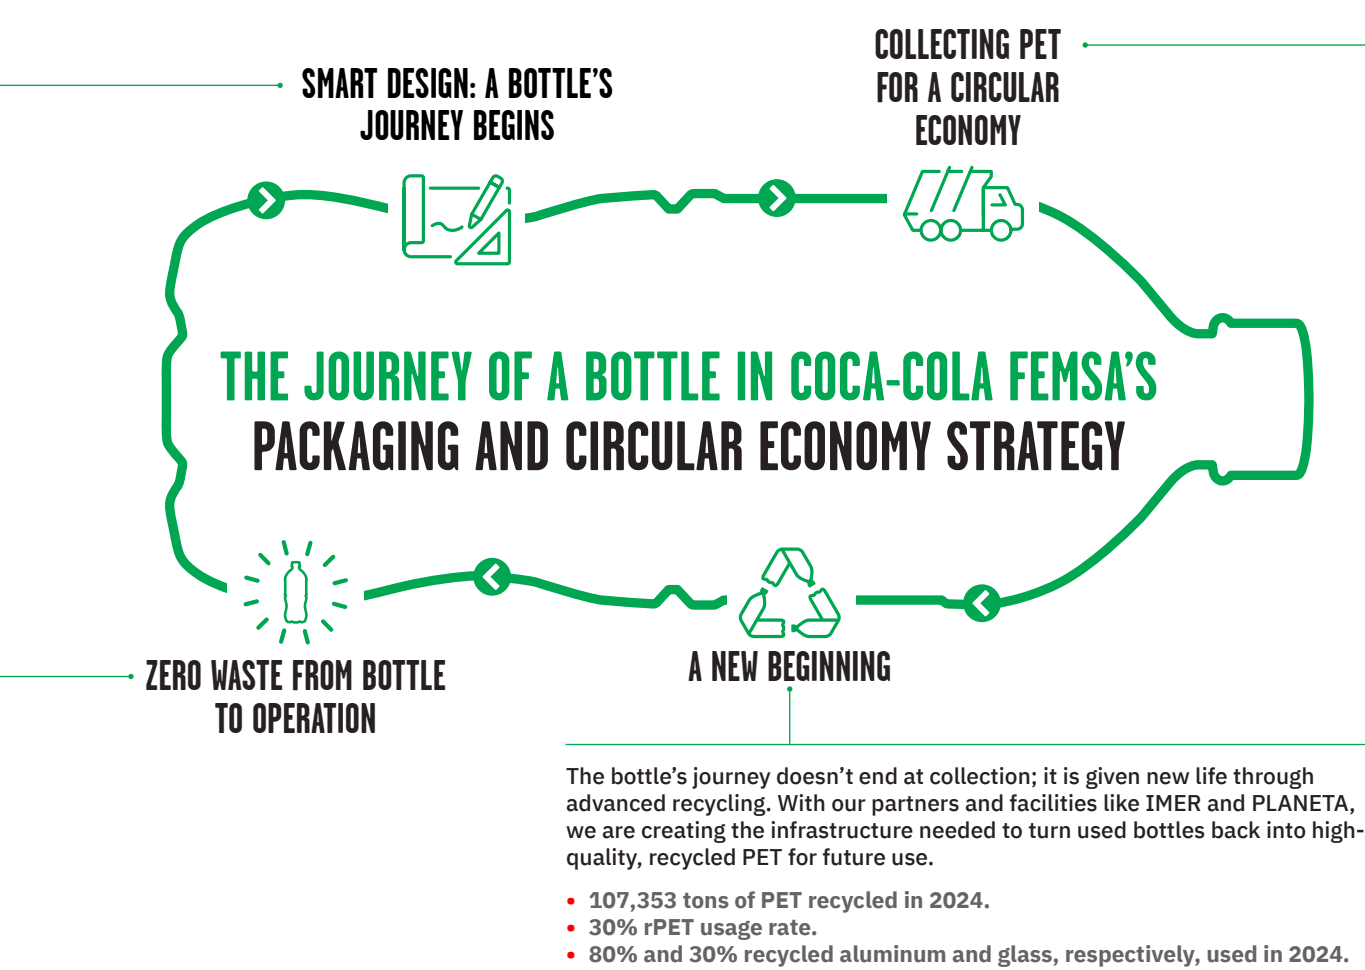 SMART DESIGN: A BOTTLE’S
JOURNEY BEGINS
COLLECTING PET
FOR A CIRCULAR
ECONOMY
THE JOURNEY OF A BOTTLE IN COCA-COLA FEMSA’S
PACKAGING AND CIRCULAR ECONOMY STRATEGY
ZERO WASTE FROM BOTTLE
TO OPERATION
A NEW BEGINNING
The bottle’s journey doesn’t end at collection; it is given new life through
advanced recycling. With our partners and facilities like IMER and PLANETA,
we are creating the infrastructure needed to turn used bottles back into high-
quality, recycled PET for future use.
• 107,353 tons of PET recycled in 2024.
• 30% rPET usage rate.
• 80% and 30% recycled aluminum and glass, respectively, used in 2024.